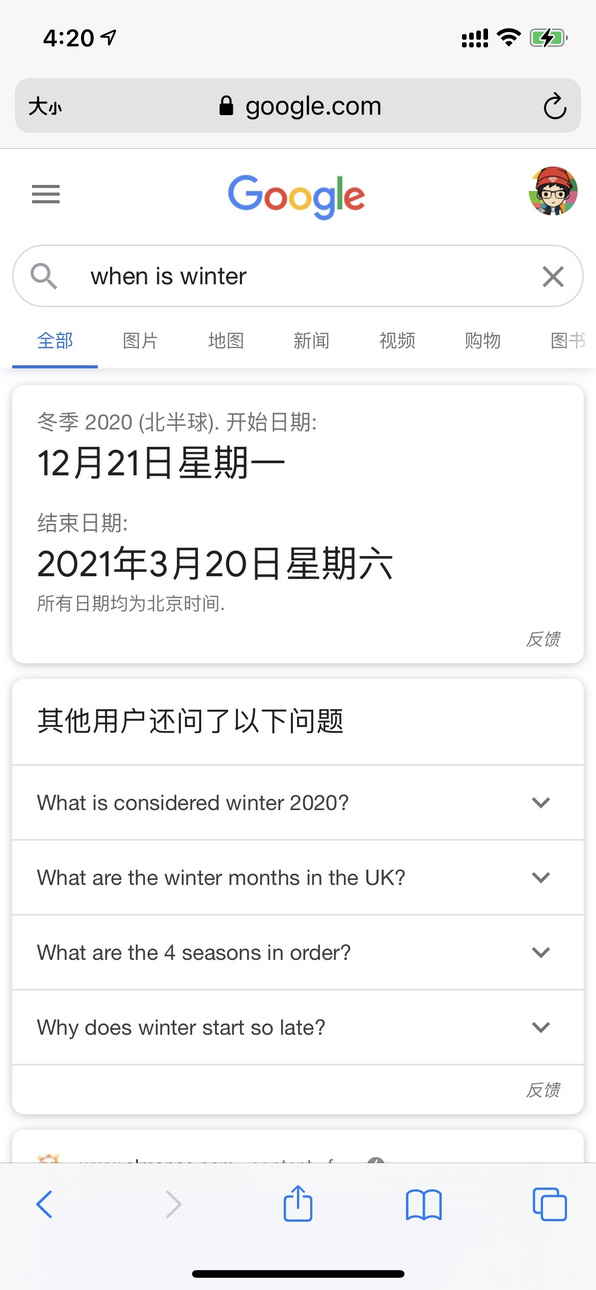 4:20
大小 google.com
Google
when is winter
全部 图片 地图 新闻 视频 购物 图书
冬季 2020 (北半球). 开始日期:
12月21日星期一
结束日期:
2021年3月20日星期六
所有日期均为北京时间.
反馈
其他用户还问了以下问题
What is considered winter 2020?
What are the winter months in the UK?
What are the 4 seasons in order?
Why does winter start so late?
反馈